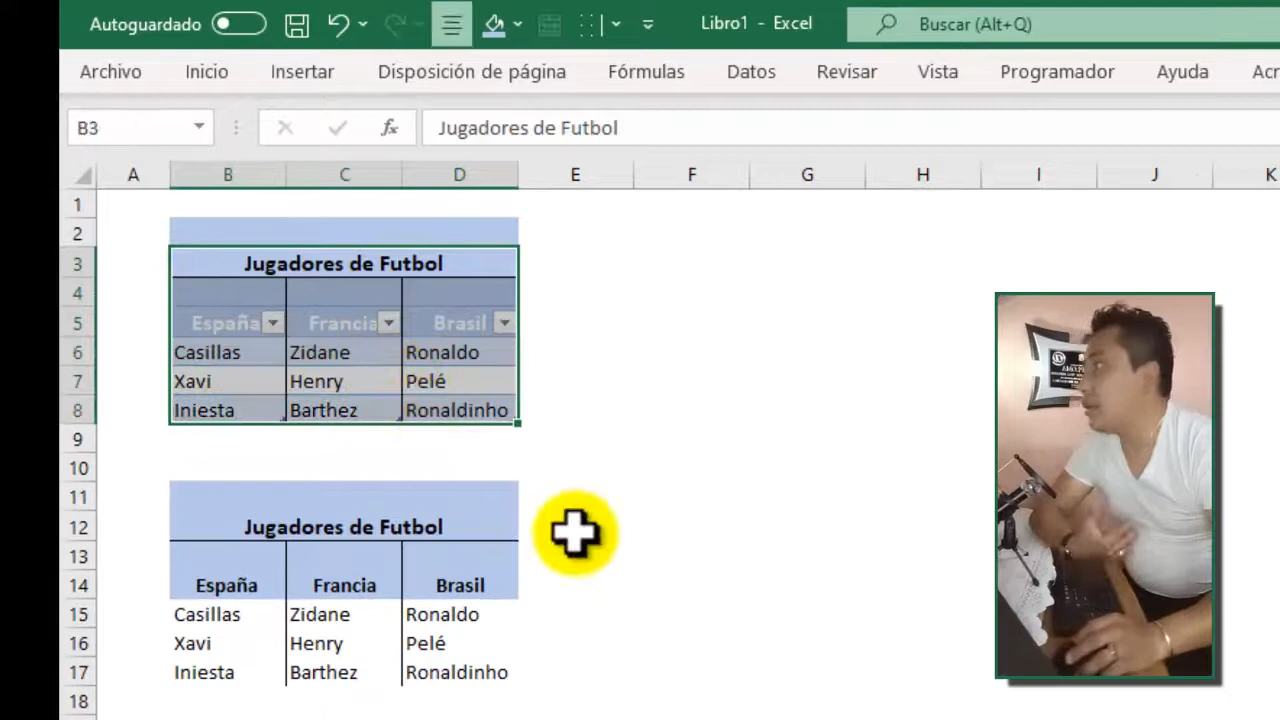 Autoguardado Libro1 - Excel Buscar (Alt+Q)
Archivo Inicio Insertar Disposición de página Fórmulas Datos Revisar Vista Programador Ayuda Acr
B3 fx Jugadores de Futbol
A B C D E F G H I J K
1
2
3 Jugadores de Futbol
4
5 España Francia Brasil
6 Casillas Zidane Ronaldo
7 Xavi Henry Pelé
8 Iniesta Barthez Ronaldinho
9
10
11
12 Jugadores de Futbol
13
14 España Francia Brasil
15 Casillas Zidane Ronaldo
16 Xavi Henry Pelé
17 Iniesta Barthez Ronaldinho
18